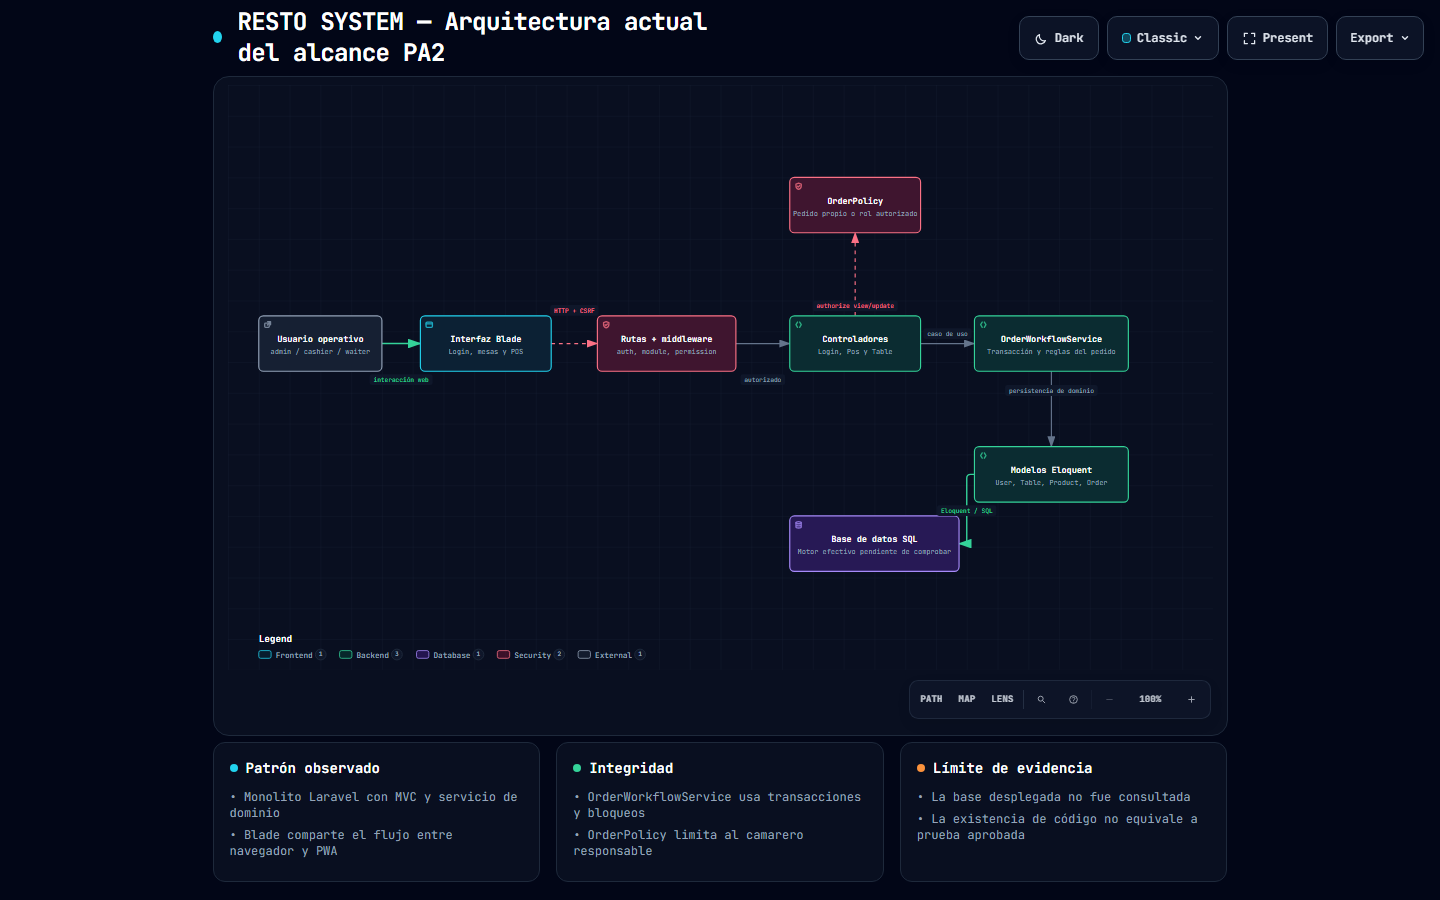 RESTO SYSTEM — Arquitectura actual
del alcance PA2
Dark
Classic
Present
Export
OrderPolicy
Pedido propio o rol autorizado
authorize view/update
HTTP + CSRF
Usuario operativo
admin / cashier / waiter
Interfaz Blade
Login, mesas y POS
Rutas + middleware
auth, module, permission
Controladores
Login, Pos y Table
caso de uso
OrderWorkflowService
Transacción y reglas del pedido
interacción web
autorizado
persistencia de dominio
Modelos Eloquent
User, Table, Product, Order
Eloquent / SQL
Base de datos SQL
Motor efectivo pendiente de comprobar
Legend
Frontend 1
Backend 3
Database 1
Security 2
External 1
PATH
MAP
LENS
100%
Patrón observado
• Monolito Laravel con MVC y servicio de
dominio
• Blade comparte el flujo entre
navegador y PWA
Integridad
• OrderWorkflowService usa transacciones
y bloqueos
• OrderPolicy limita al camarero
responsable
Límite de evidencia
• La base desplegada no fue consultada
• La existencia de código no equivale a
prueba aprobada